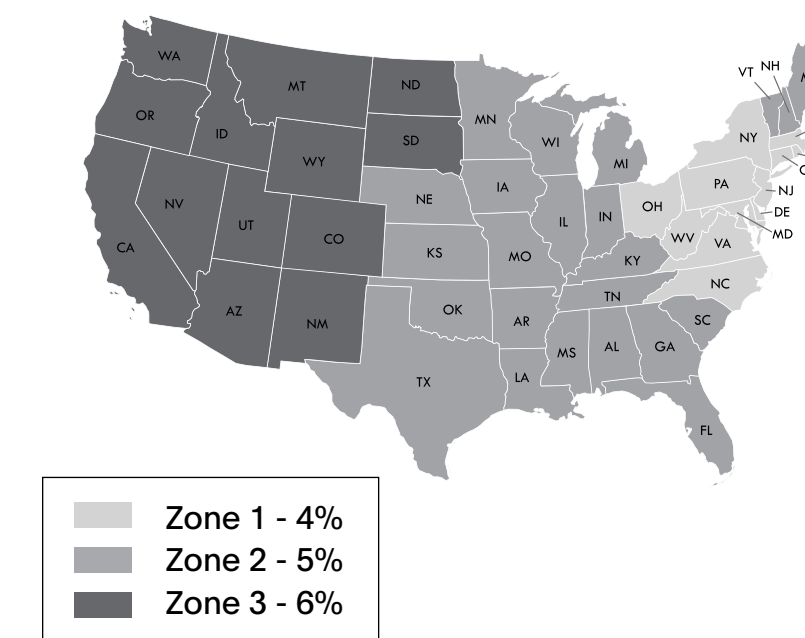 WA
MT
ND
MN
VT
NH
OR
ID
SD
WI
MI
NY
WY
NE
IA
PA
NJ
NV
UT
CO
IL
IN
OH
DE
MD
CA
KS
MO
KY
WV
VA
AZ
NM
OK
AR
TN
NC
SC
MS
AL
GA
TX
LA
FL
Zone 1 - 4%
Zone 2 - 5%
Zone 3 - 6%